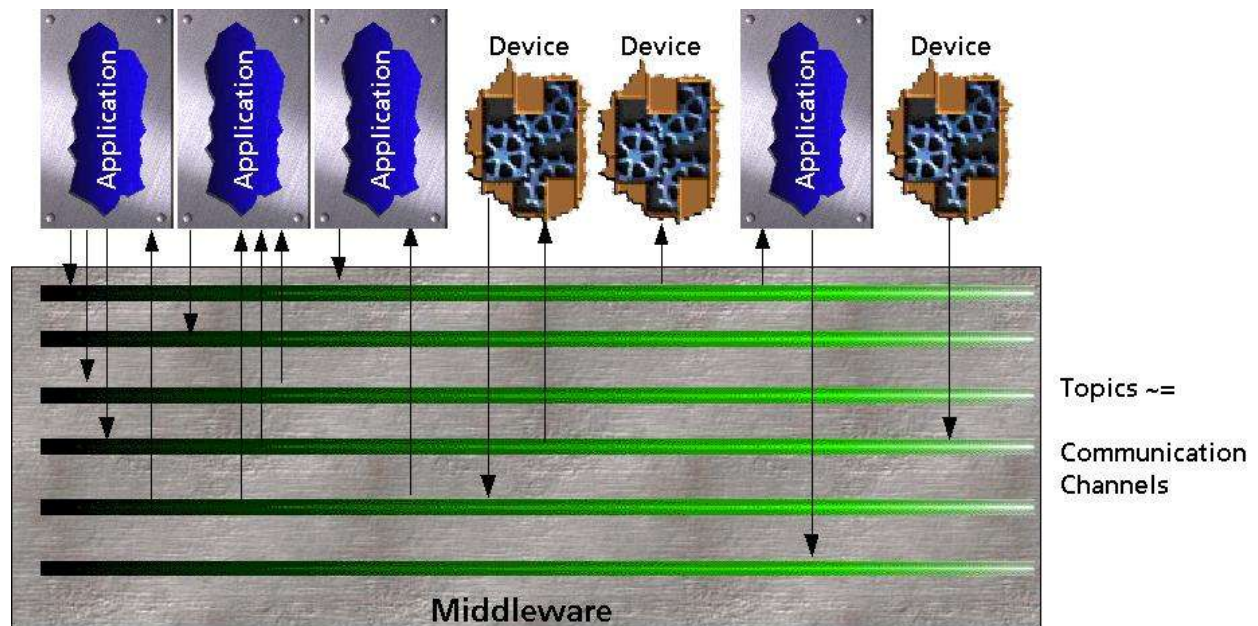 Application
Application
Application
Device
Device
Application
Device
Topics ~=
Communication
Channels
Middleware